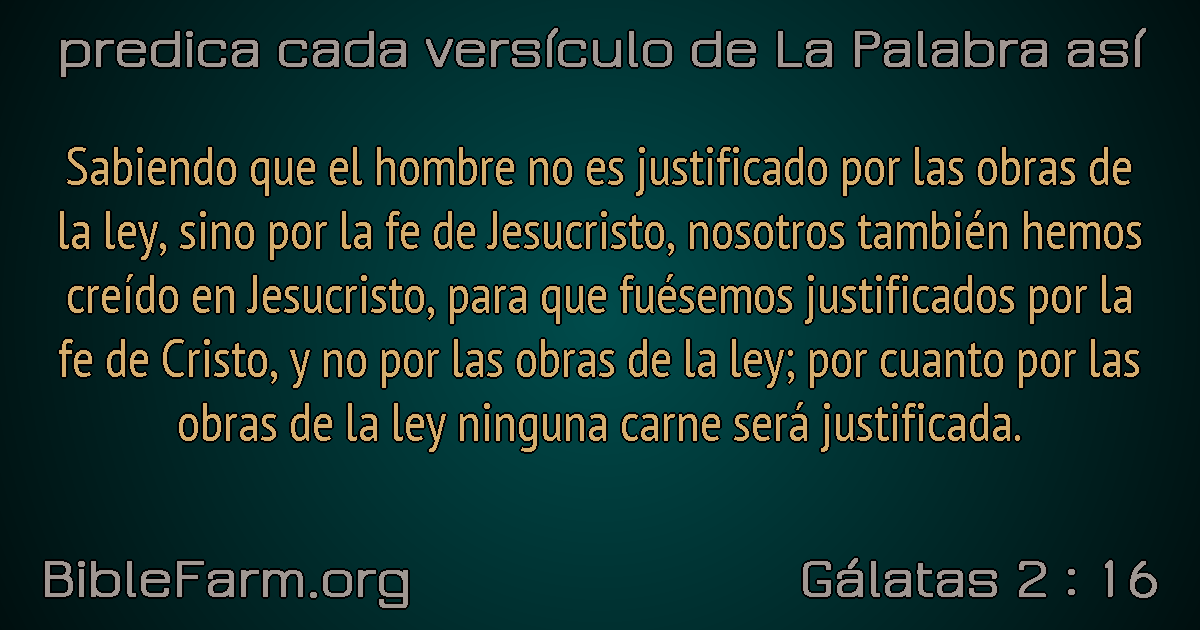 predica cada versículo de La Palabra así
Sabiendo que el hombre no es justificado por las obras de
la ley, sino por la fe de Jesucristo, nosotros también hemos
creído en Jesucristo, para que fuésemos justificados por la
fe de Cristo, y no por las obras de la ley; por cuanto por las
obras de la ley ninguna carne será justificada.
BibleFarm.org
Gálatas 2 : 16